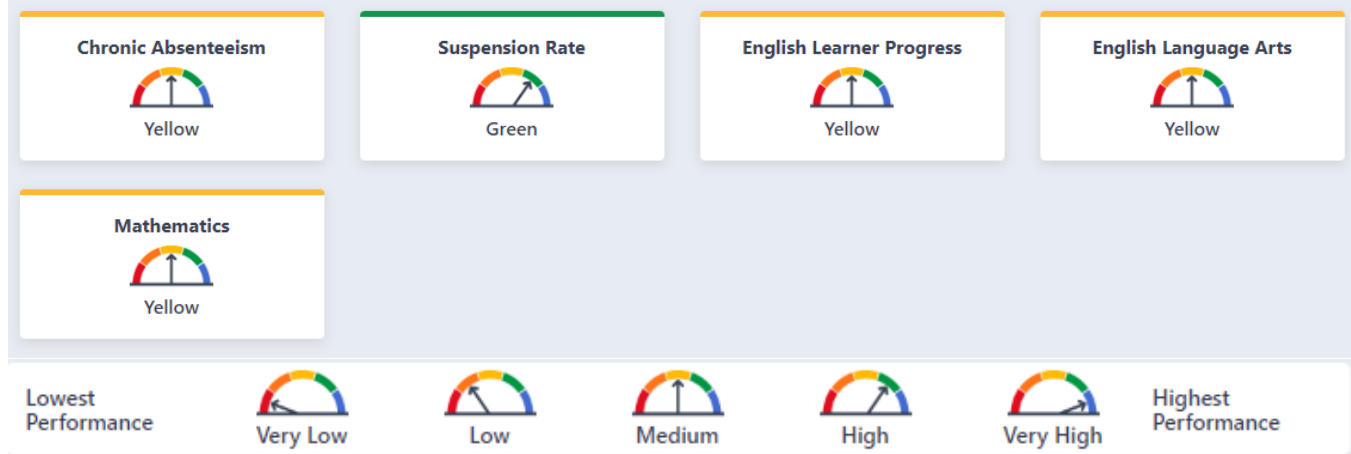 Chronic Absenteeism
Yellow
Suspension Rate
Green
English Learner Progress
Yellow
English Language Arts
Yellow
Mathematics
Yellow
Lowest
Performance
Very Low
Low
Medium
High
Very High
Highest
Performance